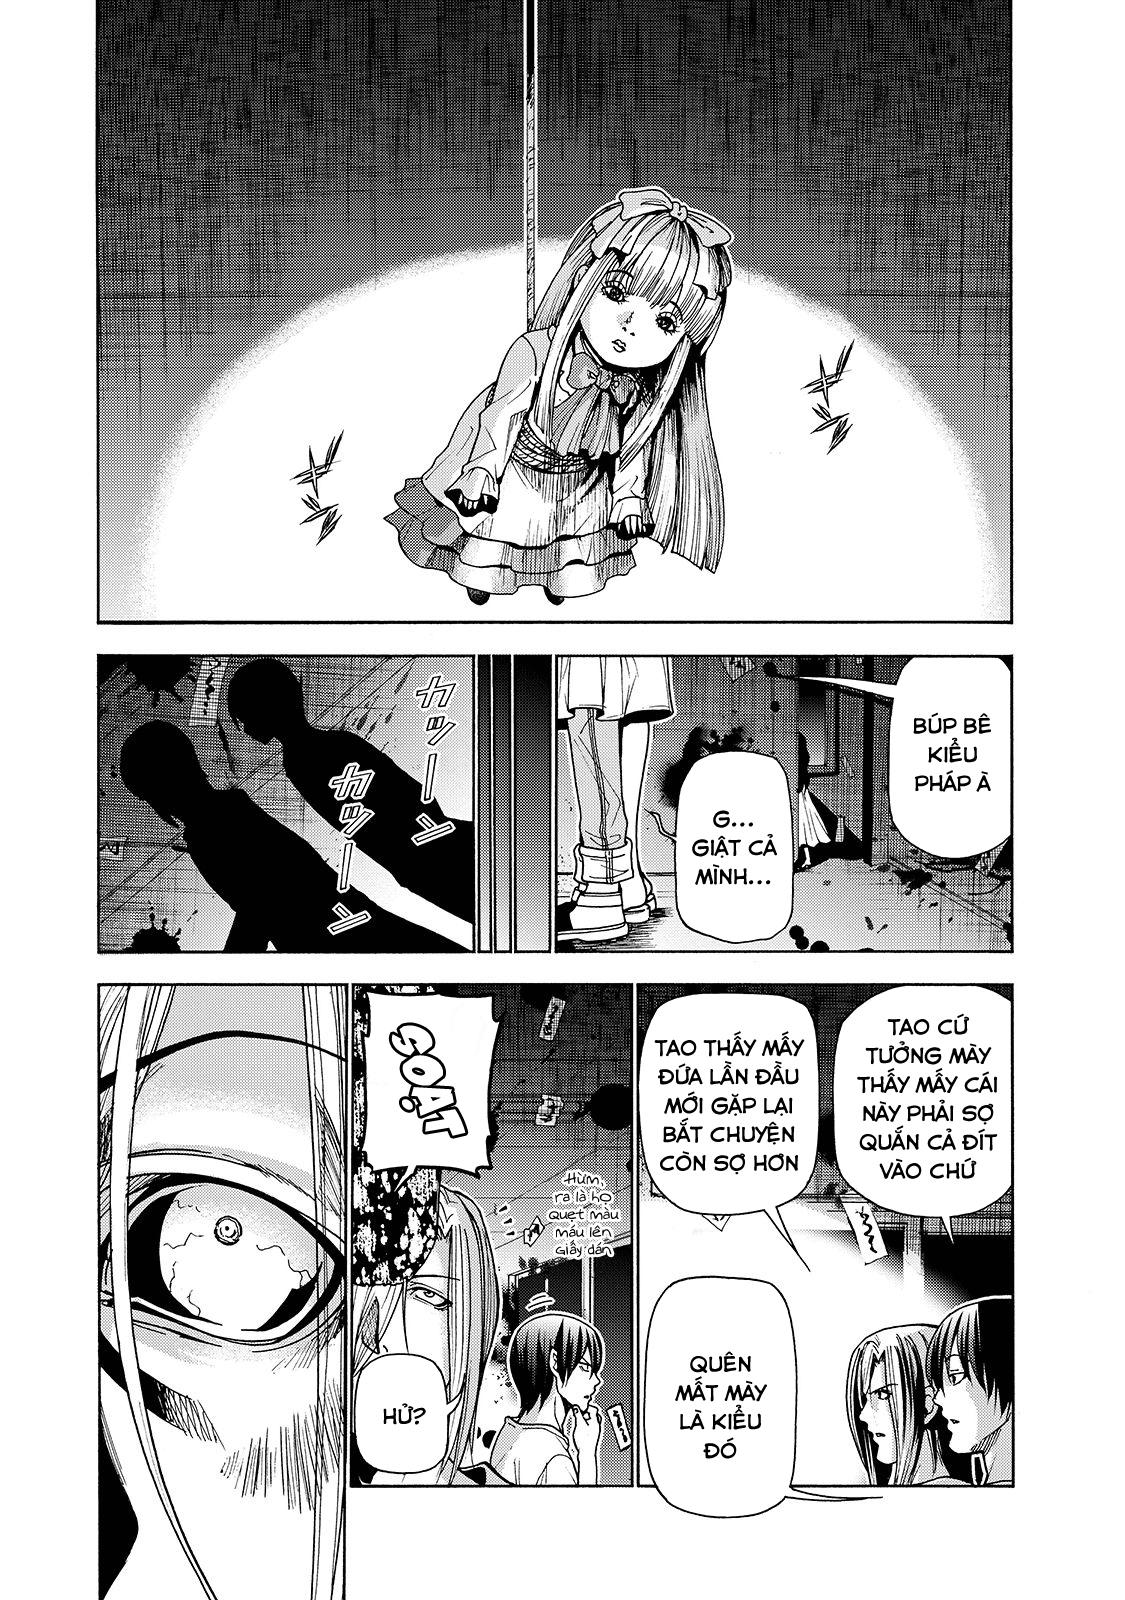 BÚP BÊ
KIỂU
PHÁP À
G...
GIẬT CẢ
MÌNH...
カッーン
カッーン
TAO CỨ
TƯỞNG MÀY
THẤY MẤY CÁI
NÀY PHẢI SỢ
QUẮN CẢ ĐÍT
VÀO CHỨ
TAO THẤY MẤY
ĐỨA LẦN ĐẦU
MỚI GẶP LẠI
BẮT CHUYỆN
CÒN SỢ HƠN
QUÊN
MẤT MÀY
LÀ KIỂU
ĐÓ
Hừm,
ra là họ
quẹt màu
máu lên
giấy dán
SOẠT
HỬ?